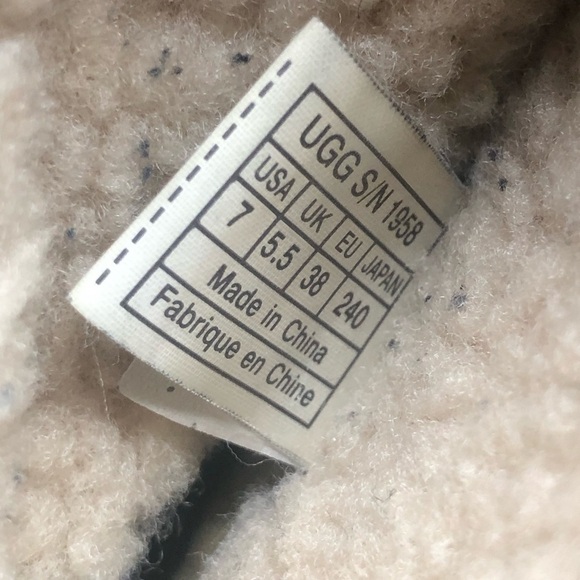 UGG S/N 1958
USA UK EU JAPAN
7 5.5 38 240
Made in China
Fabrique en Chine